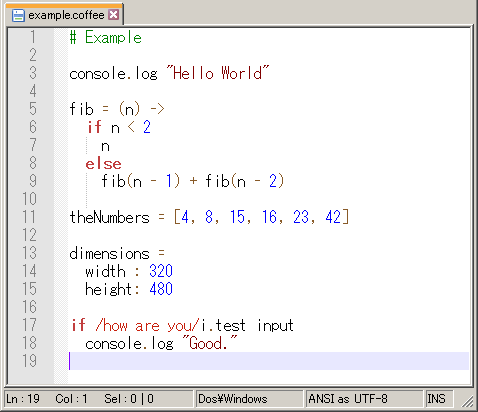 example.coffee
1 # Example
2
3 console.log "Hello World"
4
5 fib = (n) ->
6   if n < 2
7     n
8   else
9     fib(n - 1) + fib(n - 2)
10
11 theNumbers = [4, 8, 15, 16, 23, 42]
12
13 dimensions =
14   width : 320
15   height: 480
16
17 if /how are you/i.test input
18   console.log "Good."
19
Ln : 19 Col : 1 Sel : 0 | 0 Dos¥Windows ANSI as UTF-8 INS